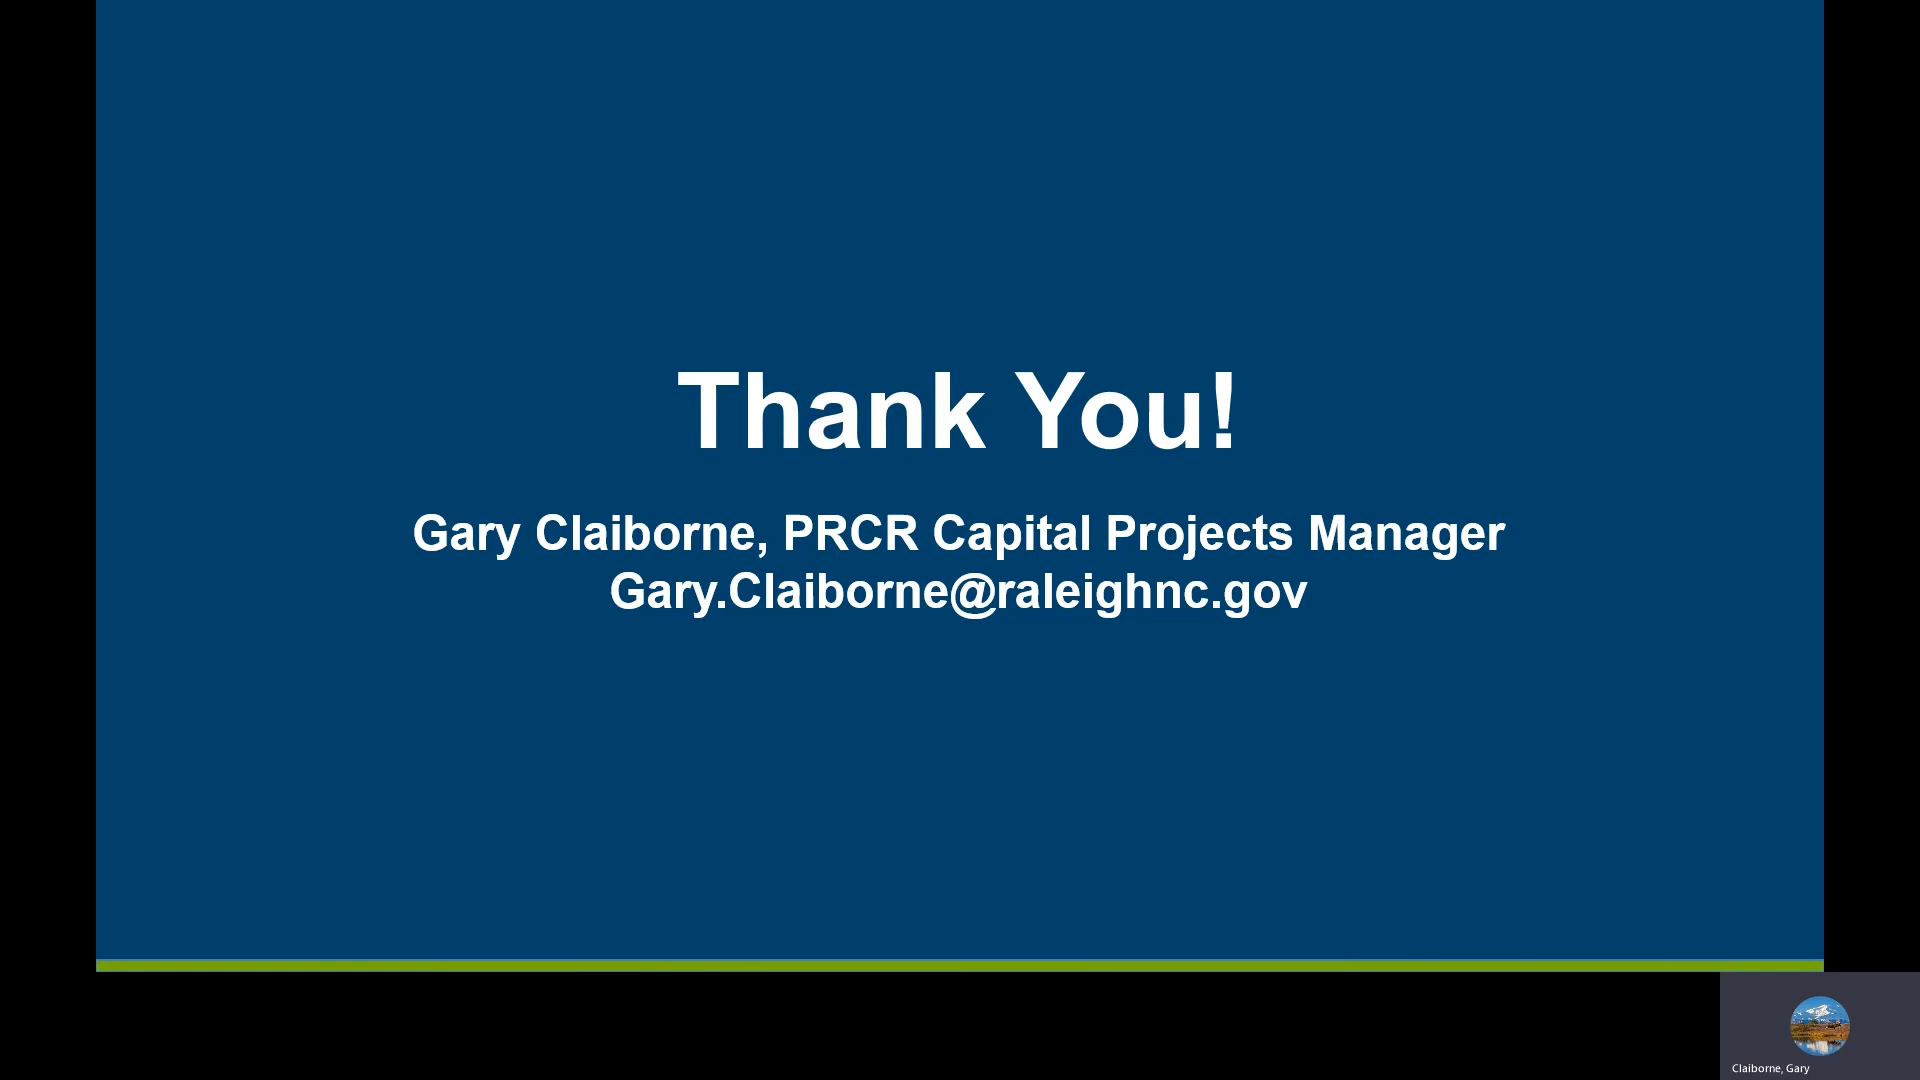 Thank You!
Gary Claiborne, PRCR Capital Projects Manager
Gary.Claiborne@raleighnc.gov
Claiborne, Gary